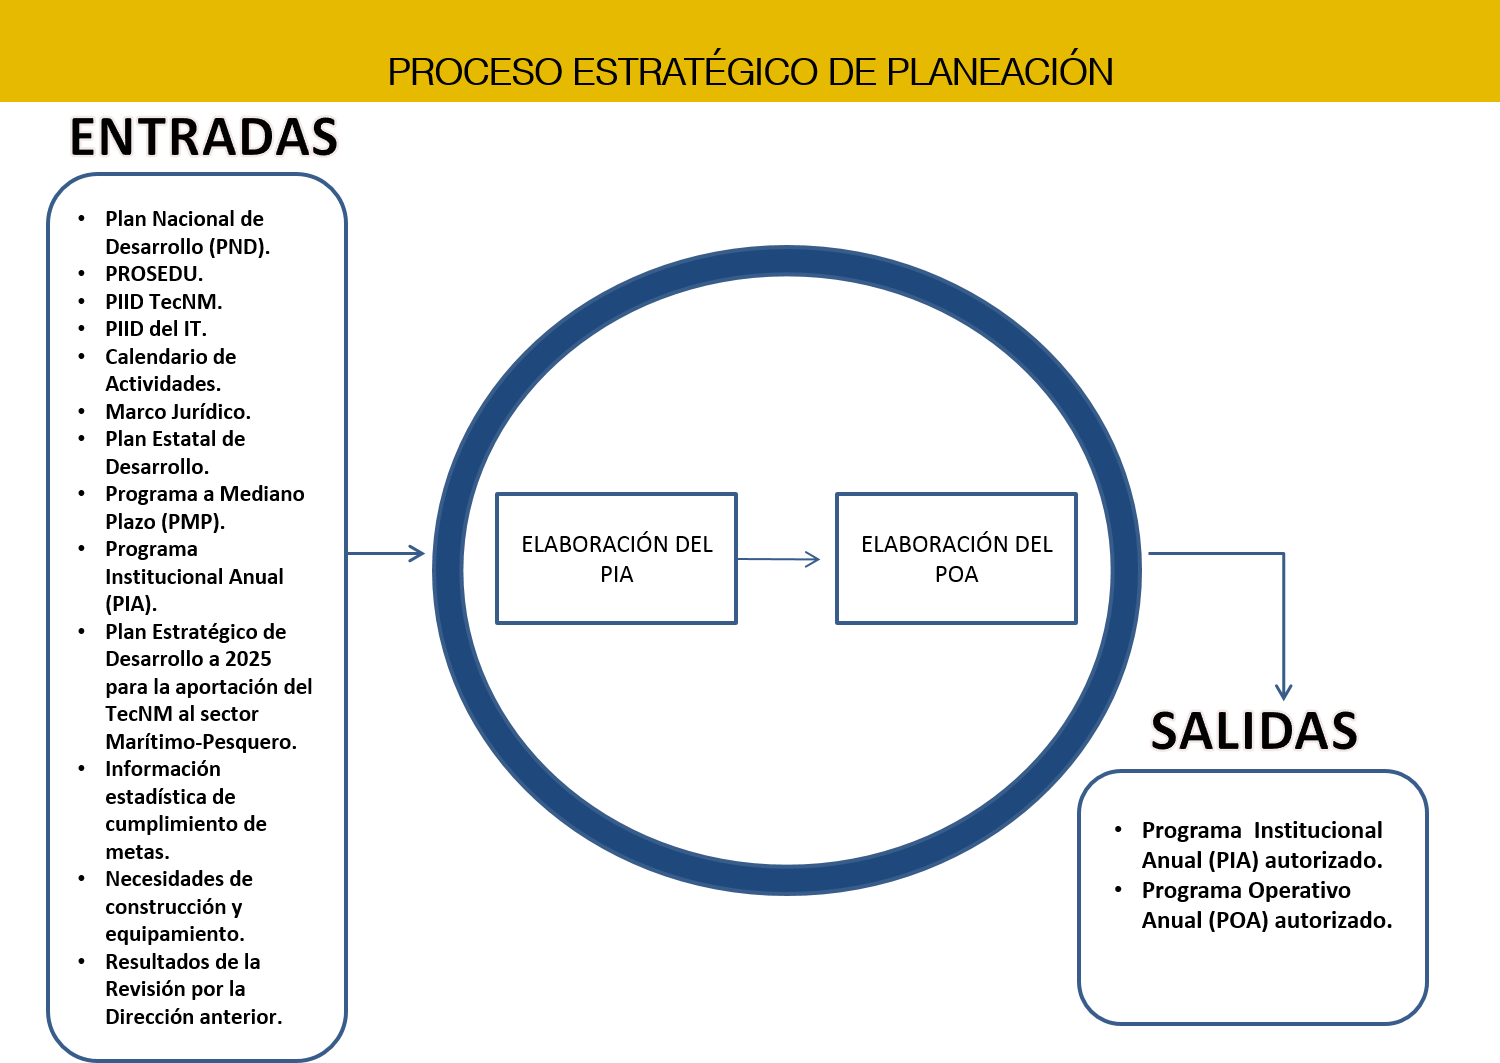 PROCESO ESTRATÉGICO DE PLANEACIÓN
ENTRADAS
• Plan Nacional de
Desarrollo (PND).
• PROSEDU.
• PIID TecNM.
• PIID del IT.
• Calendario de
Actividades.
• Marco Jurídico.
• Plan Estatal de
Desarrollo.
• Programa a Mediano
Plazo (PMP).
• Programa
Institucional Anual
(PIA).
• Plan Estratégico de
Desarrollo a 2025
para la aportación del
TecNM al sector
Marítimo-Pesquero.
• Información
estadística de
cumplimiento de
metas.
• Necesidades de
construcción y
equipamiento.
• Resultados de la
Revisión por la
Dirección anterior.
ELABORACIÓN DEL
PIA
ELABORACIÓN DEL
POA
SALIDAS
• Programa Institucional
Anual (PIA) autorizado.
• Programa Operativo
Anual (POA) autorizado.